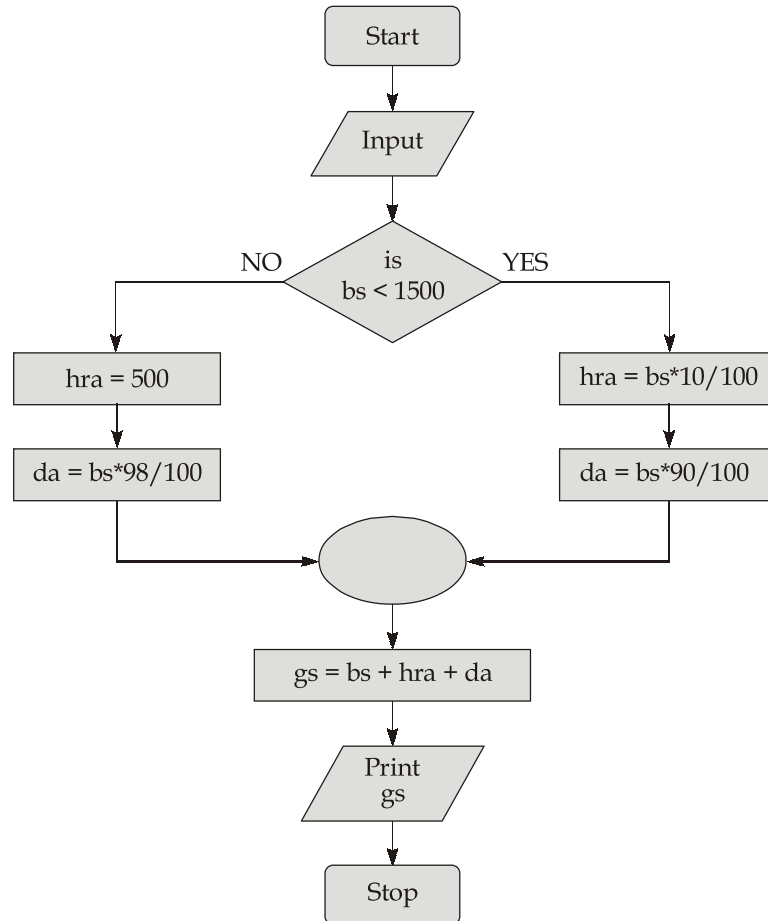 Start
Input
is
bs < 1500
NO
YES
hra = 500
hra = bs*10/100
da = bs*98/100
da = bs*90/100
gs = bs + hra + da
Print
gs
Stop